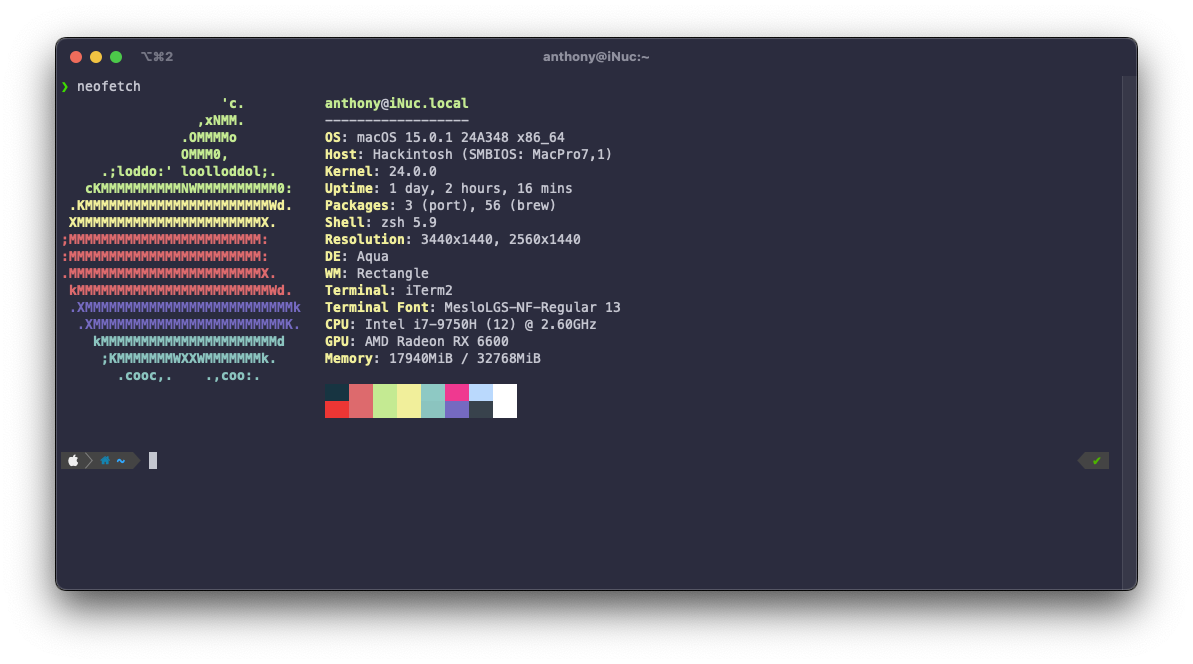 ⌥⌘2
anthony@iNuc:~
❯ neofetch
'c.
,xNMM.
.OMMMMo
OMMM0,
.;loddo:' loolloddol;.
cKMMMMMMMMMMNWMMMMMMMMMM0:
.KMMMMMMMMMMMMMMMMMMMMMMMWd.
XMMMMMMMMMMMMMMMMMMMMMMMX.
;MMMMMMMMMMMMMMMMMMMMMMMM:
:MMMMMMMMMMMMMMMMMMMMMMMM:
.MMMMMMMMMMMMMMMMMMMMMMMMX.
kMMMMMMMMMMMMMMMMMMMMMMMMWd.
.XMMMMMMMMMMMMMMMMMMMMMMMMMMk
.XMMMMMMMMMMMMMMMMMMMMMMMMK.
kMMMMMMMMMMMMMMMMMMMMMMd
;KMMMMMMMWXXWMMMMMMMk.
.cooc,.    .,coo:.
anthony@iNuc.local
------------------
OS: macOS 15.0.1 24A348 x86_64
Host: Hackintosh (SMBIOS: MacPro7,1)
Kernel: 24.0.0
Uptime: 1 day, 2 hours, 16 mins
Packages: 3 (port), 56 (brew)
Shell: zsh 5.9
Resolution: 3440x1440, 2560x1440
DE: Aqua
WM: Rectangle
Terminal: iTerm2
Terminal Font: MesloLGS-NF-Regular 13
CPU: Intel i7-9750H (12) @ 2.60GHz
GPU: AMD Radeon RX 6600
Memory: 17940MiB / 32768MiB
~ ✔